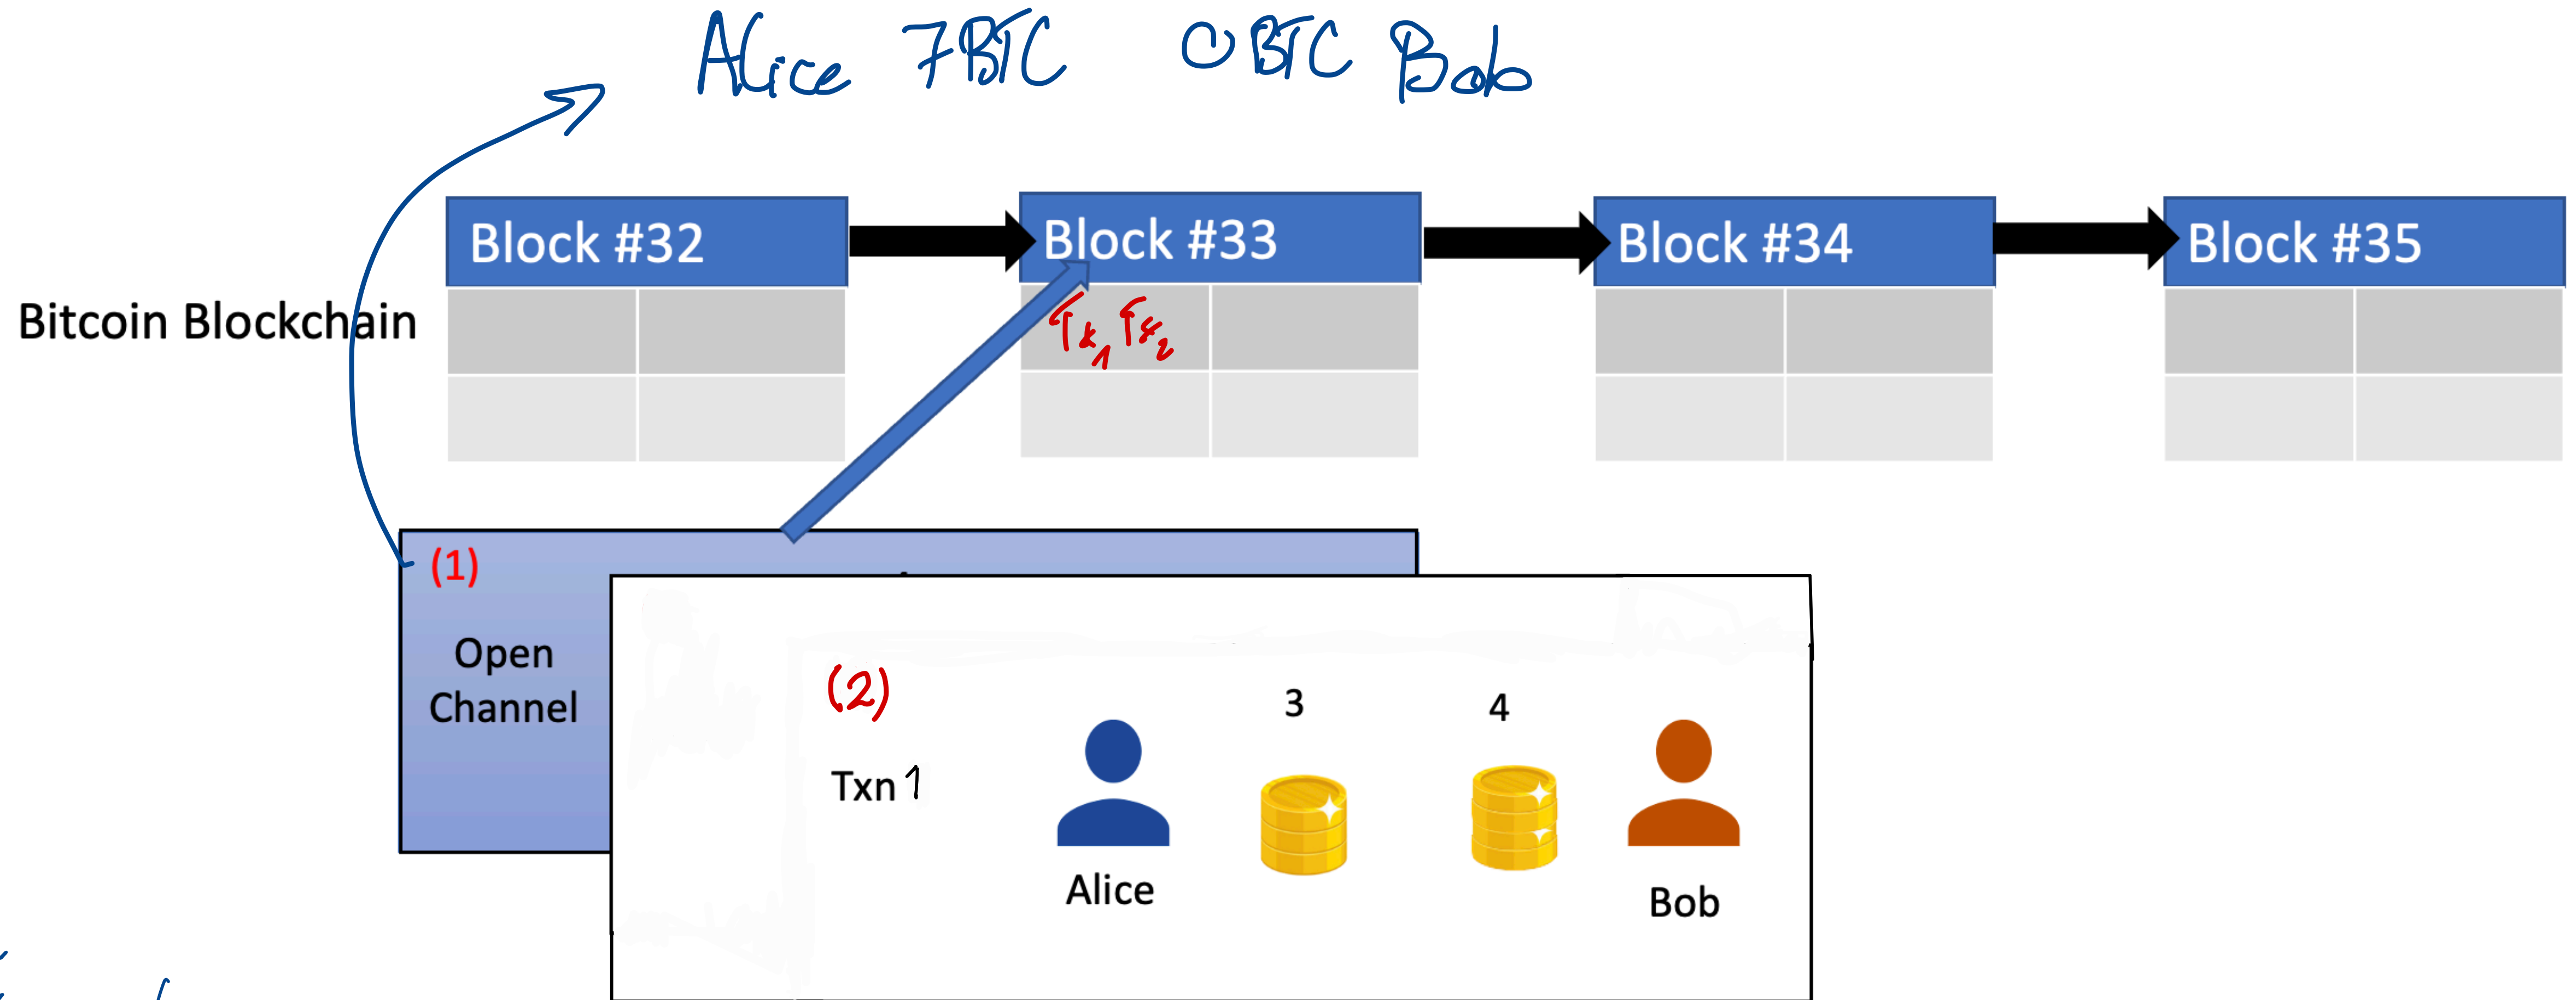 Alice 7BTC 0BTC Bob
Block #32 Block #33 Block #34 Block #35
Bitcoin Blockchain
Tx1 Tx2
(1)
Open
Channel
(2) 3 4
Txn 1
Alice Bob